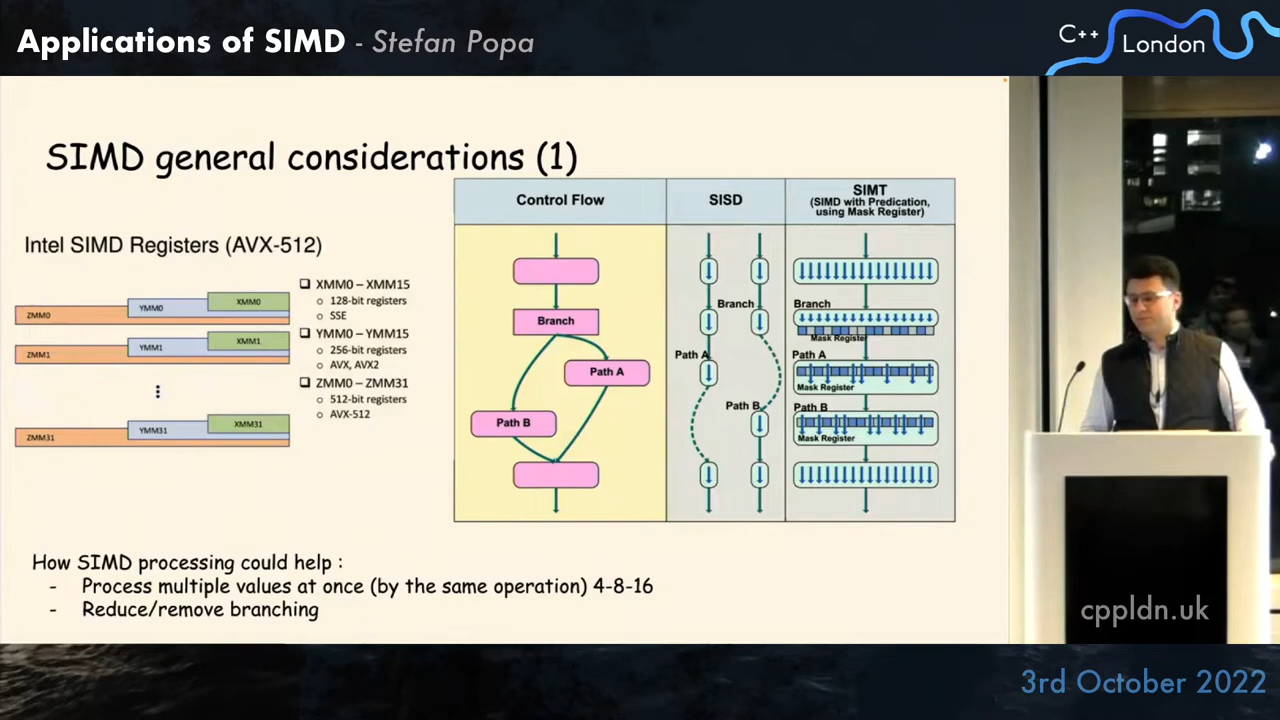 Applications of SIMD - Stefan Popa
C++
London
SIMD general considerations (1)
Intel SIMD Registers (AVX-512)
ZMM0
YMM0
XMM0
ZMM1
YMM1
XMM1
ZMM31
YMM31
XMM31
XMM0 – XMM15
128-bit registers
SSE
YMM0 – YMM15
256-bit registers
AVX, AVX2
ZMM0 – ZMM31
512-bit registers
AVX-512
Control Flow
Branch
Path A
Path B
SISD
Branch
Path A
Path B
SIMT
(SIMD with Predication,
using Mask Register)
Branch
Mask Register
Path A
Mask Register
Path B
Mask Register
How SIMD processing could help :
- Process multiple values at once (by the same operation) 4-8-16
- Reduce/remove branching
cppldn.uk
3rd October 2022